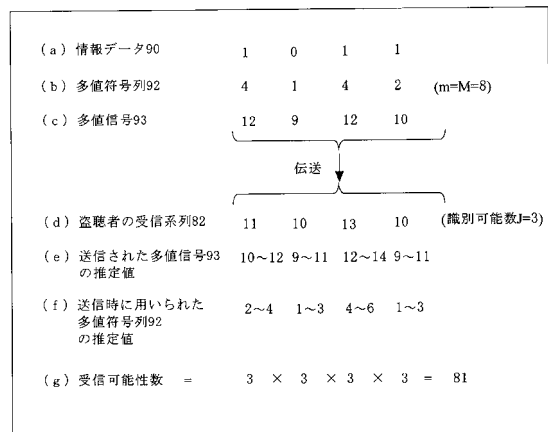 (a) 情報データ90 1 0 1 1
(b) 多値符号列92 4 1 4 2 (m=M=8)
(c) 多値信号93 12 9 12 10
伝送
(d) 盗聴者の受信系列82 11 10 13 10 (識別可能数J=3)
(e) 送信された多値信号93 10~12 9~11 12~14 9~11
の推定値
(f) 送信時に用いられた 2~4 1~3 4~6 1~3
多値符号列92
の推定値
(g) 受信可能性数 = 3 × 3 × 3 × 3 = 81